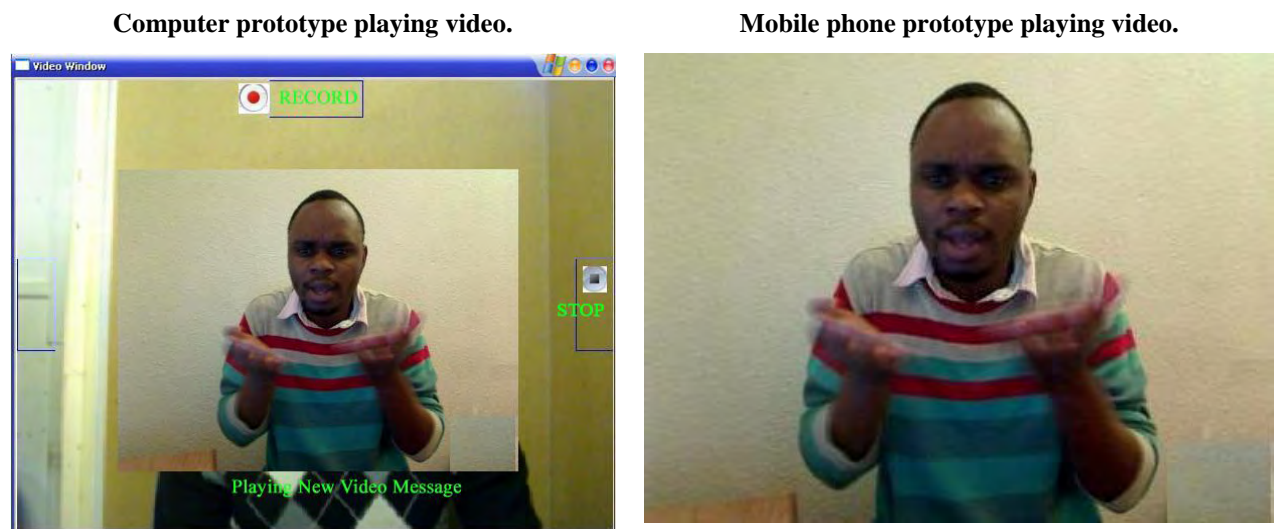 Computer prototype playing video.
Mobile phone prototype playing video.
Video Window
RECORD
STOP
Playing New Video Message